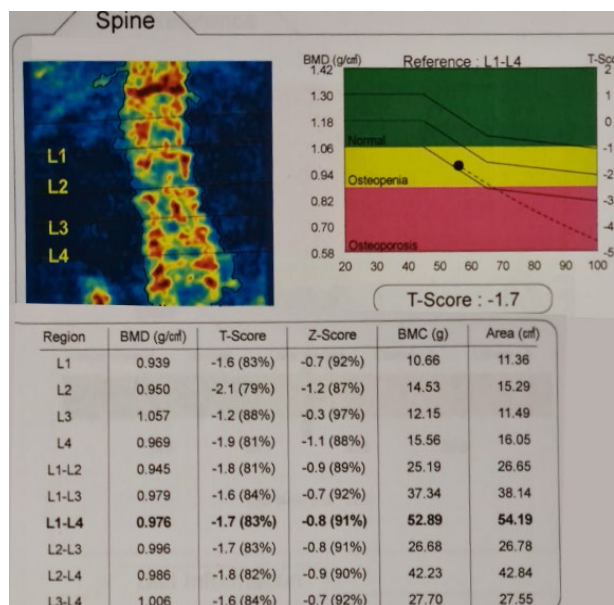 Spine
BMD (g/cm²) Reference : L1-L4 T-Score
1.42 2
1.30 1
1.18 0
Normal
1.06 -1
0.94 -2
Osteopenia
0.82 -3
0.70 -4
Osteoporosis
0.58 -5
20 30 40 50 60 70 80 90 100
L1
L2
L3
L4
T-Score : -1.7
Region BMD (g/cm²) T-Score Z-Score BMC (g) Area (cm²)
L1 0.939 -1.6 (83%) -0.7 (92%) 10.66 11.36
L2 0.950 -2.1 (79%) -1.2 (87%) 14.53 15.29
L3 1.057 -1.2 (88%) -0.3 (97%) 12.15 11.49
L4 0.969 -1.9 (81%) -1.1 (88%) 15.56 16.05
L1-L2 0.945 -1.8 (81%) -0.9 (89%) 25.19 26.65
L1-L3 0.979 -1.6 (84%) -0.7 (92%) 37.34 38.14
L1-L4 0.976 -1.7 (83%) -0.8 (91%) 52.89 54.19
L2-L3 0.996 -1.7 (83%) -0.8 (91%) 26.68 26.78
L2-L4 0.986 -1.8 (82%) -0.9 (90%) 42.23 42.84
L3-L4 1.006 -1.6 (84%) -0.7 (92%) 27.70 27.55